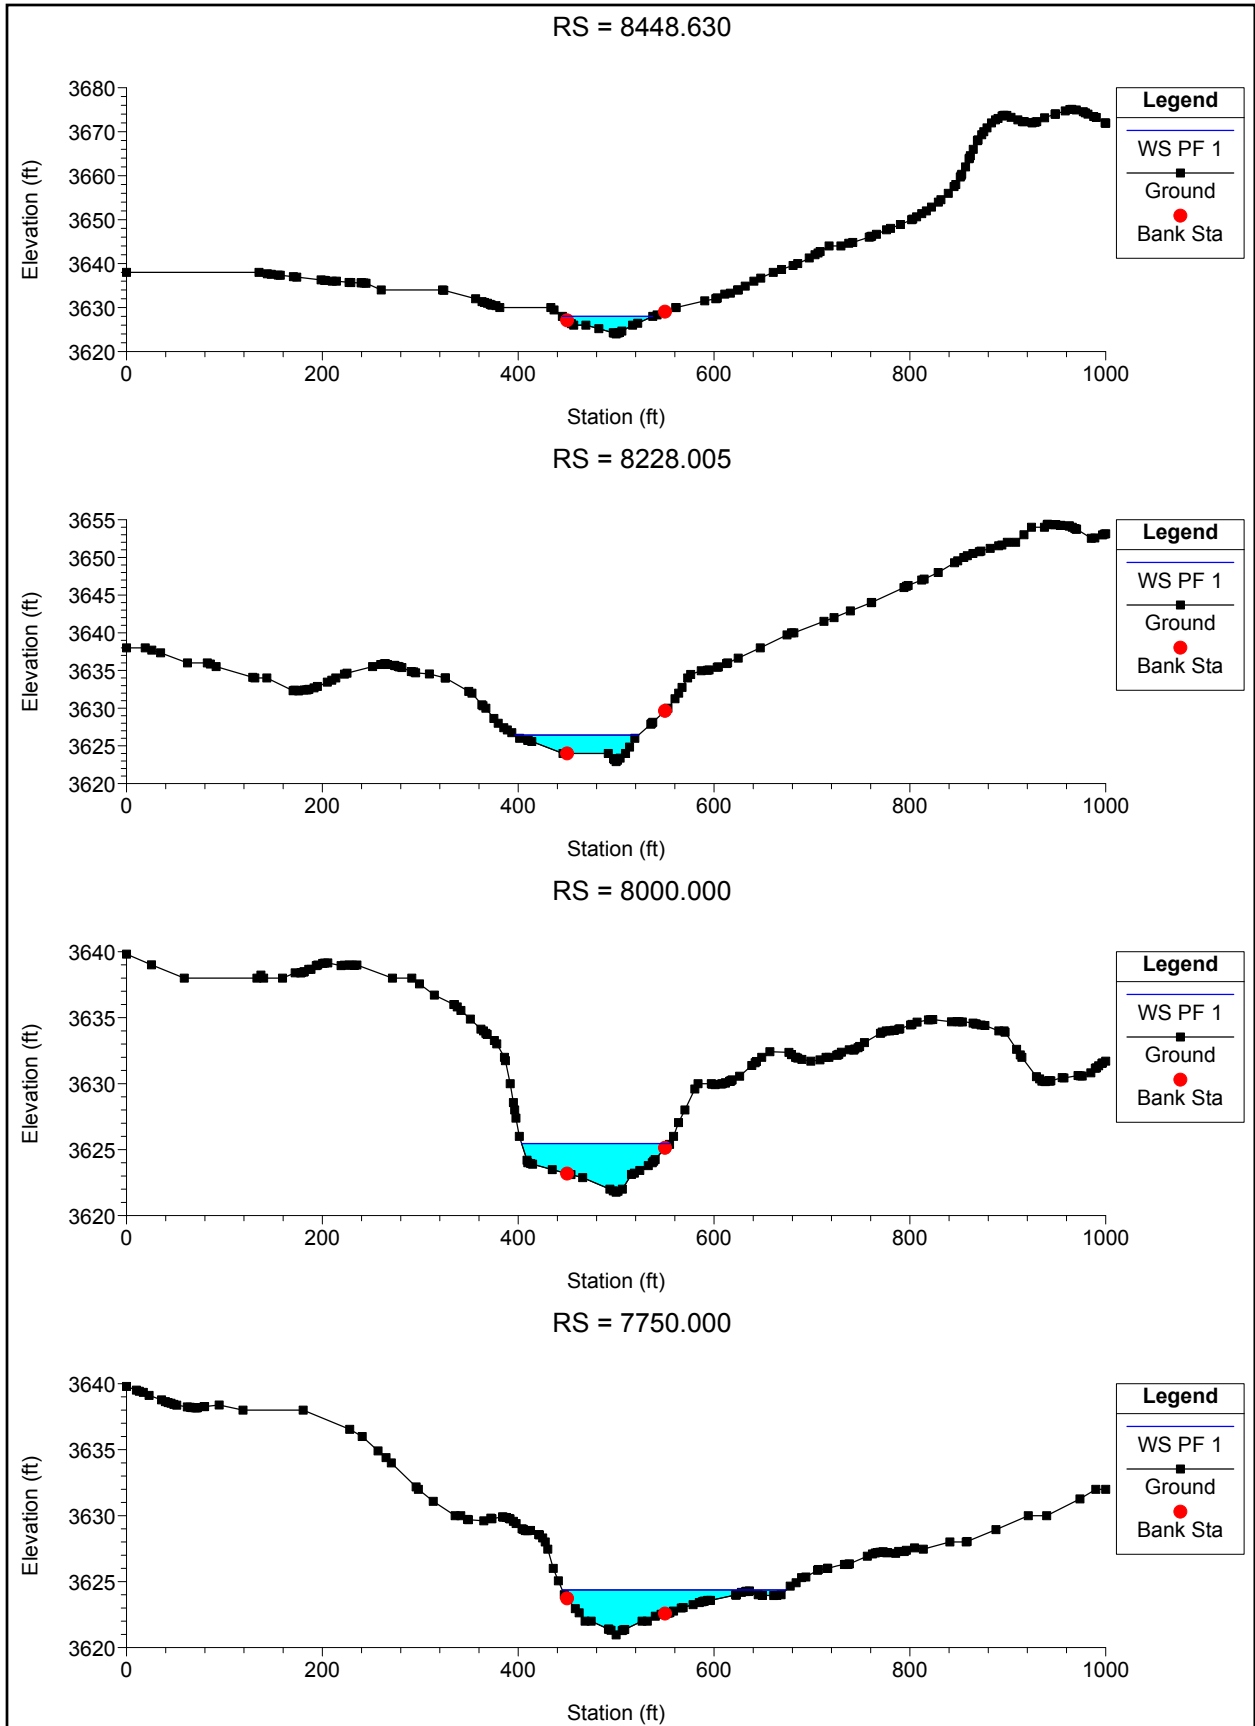 RS = 8448.630
3680
3670
3660
3650
3640
3630
3620
Elevation (ft)
0 200 400 600 800 1000
Station (ft)
Legend
WS PF 1
Ground
Bank Sta
RS = 8228.005
3655
3650
3645
3640
3635
3630
3625
3620
Elevation (ft)
0 200 400 600 800 1000
Station (ft)
Legend
WS PF 1
Ground
Bank Sta
RS = 8000.000
3640
3635
3630
3625
3620
Elevation (ft)
0 200 400 600 800 1000
Station (ft)
Legend
WS PF 1
Ground
Bank Sta
RS = 7750.000
3640
3635
3630
3625
3620
Elevation (ft)
0 200 400 600 800 1000
Station (ft)
Legend
WS PF 1
Ground
Bank Sta